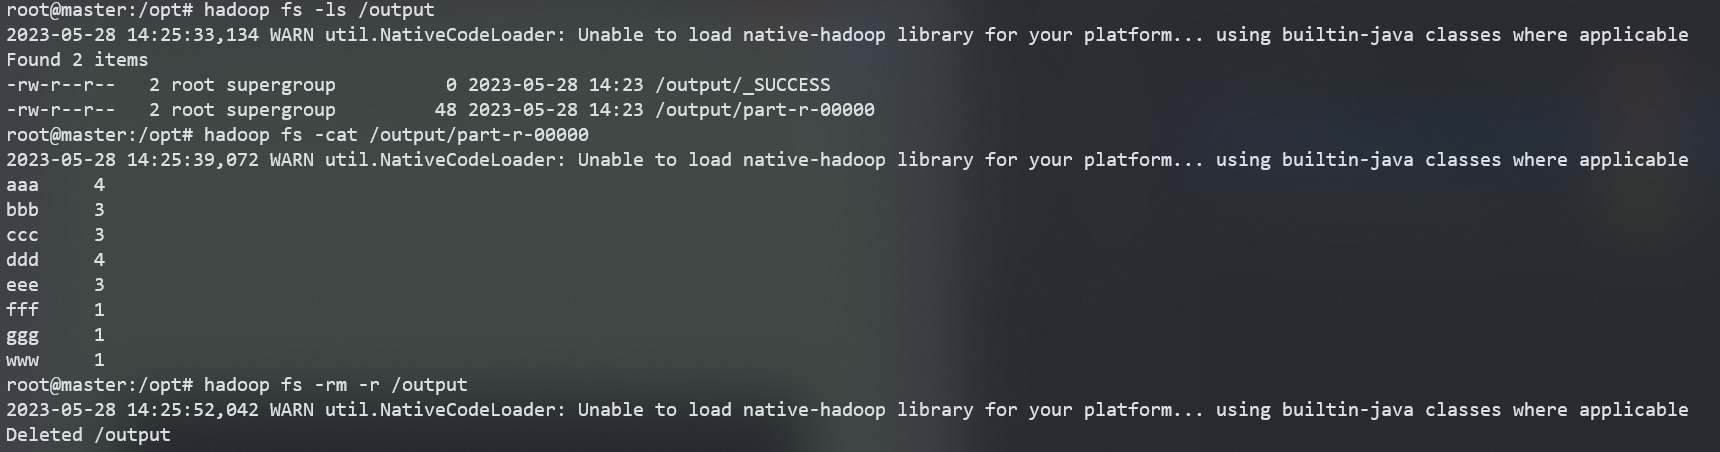 root@master:/opt# hadoop fs -ls /output
2023-05-28 14:25:33,134 WARN util.NativeCodeLoader: Unable to load native-hadoop library for your platform... using builtin-java classes where applicable
Found 2 items
-rw-r--r--   2 root supergroup          0 2023-05-28 14:23 /output/_SUCCESS
-rw-r--r--   2 root supergroup         48 2023-05-28 14:23 /output/part-r-00000
root@master:/opt# hadoop fs -cat /output/part-r-00000
2023-05-28 14:25:39,072 WARN util.NativeCodeLoader: Unable to load native-hadoop library for your platform... using builtin-java classes where applicable
aaa     4
bbb     3
ccc     3
ddd     4
eee     3
fff     1
ggg     1
www     1
root@master:/opt# hadoop fs -rm -r /output
2023-05-28 14:25:52,042 WARN util.NativeCodeLoader: Unable to load native-hadoop library for your platform... using builtin-java classes where applicable
Deleted /output